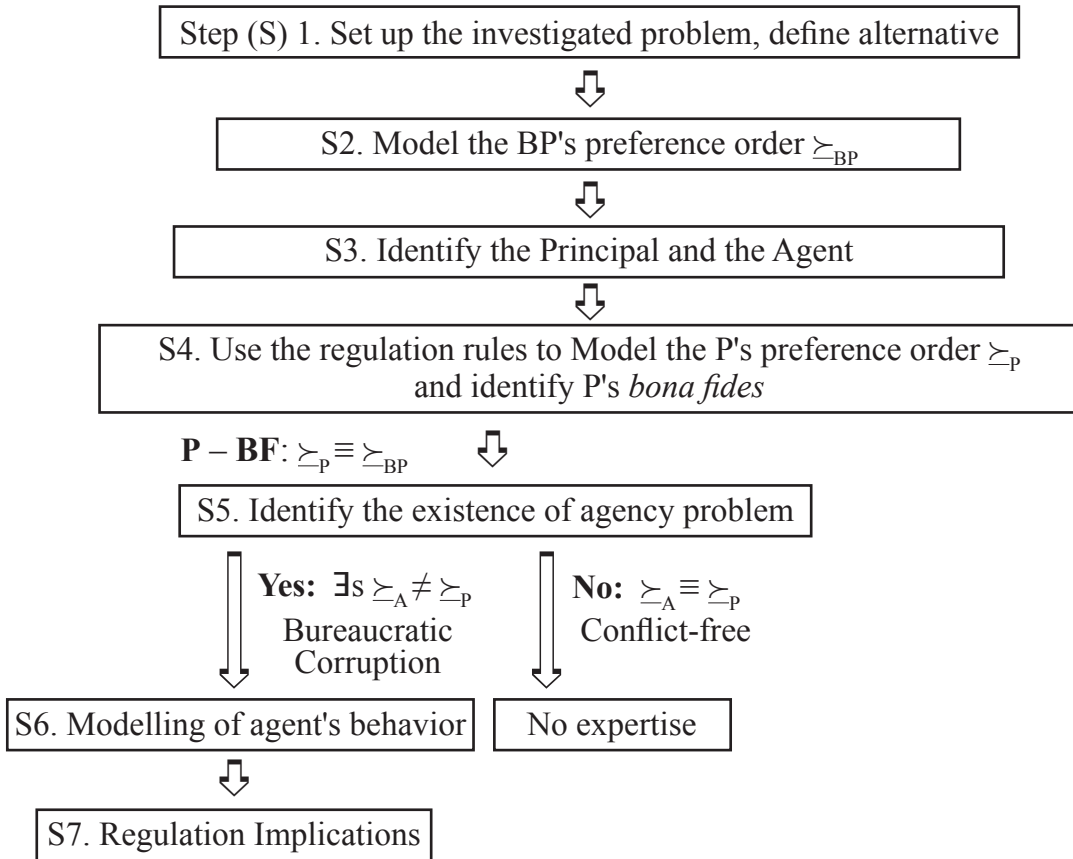 Step (S) 1. Set up the investigated problem, define alternative
S2. Model the BP's preference order ⪰BP
S3. Identify the Principal and the Agent
S4. Use the regulation rules to Model the P's preference order ⪰P
and identify P's bona fides
P – BF: ⪰P ≡ ⪰BP
S5. Identify the existence of agency problem
Yes: ∃s ⪰A ≠ ⪰P
Bureaucratic
Corruption
No: ⪰A ≡ ⪰P
Conflict-free
S6. Modelling of agent's behavior
No expertise
S7. Regulation Implications